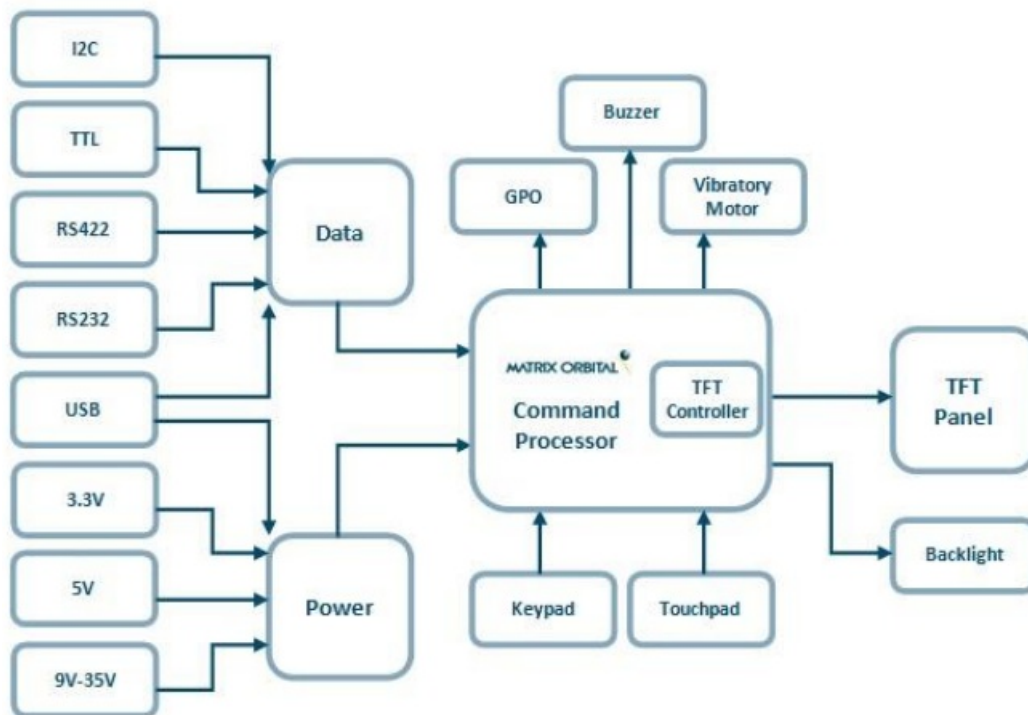 I2C
TTL
RS422
RS232
USB
3.3V
5V
9V-35V
Data
Power
Buzzer
GPO
Vibratory
Motor
MATRIX ORBITAL
Command
Processor
TFT
Controller
Keypad
Touchpad
TFT
Panel
Backlight